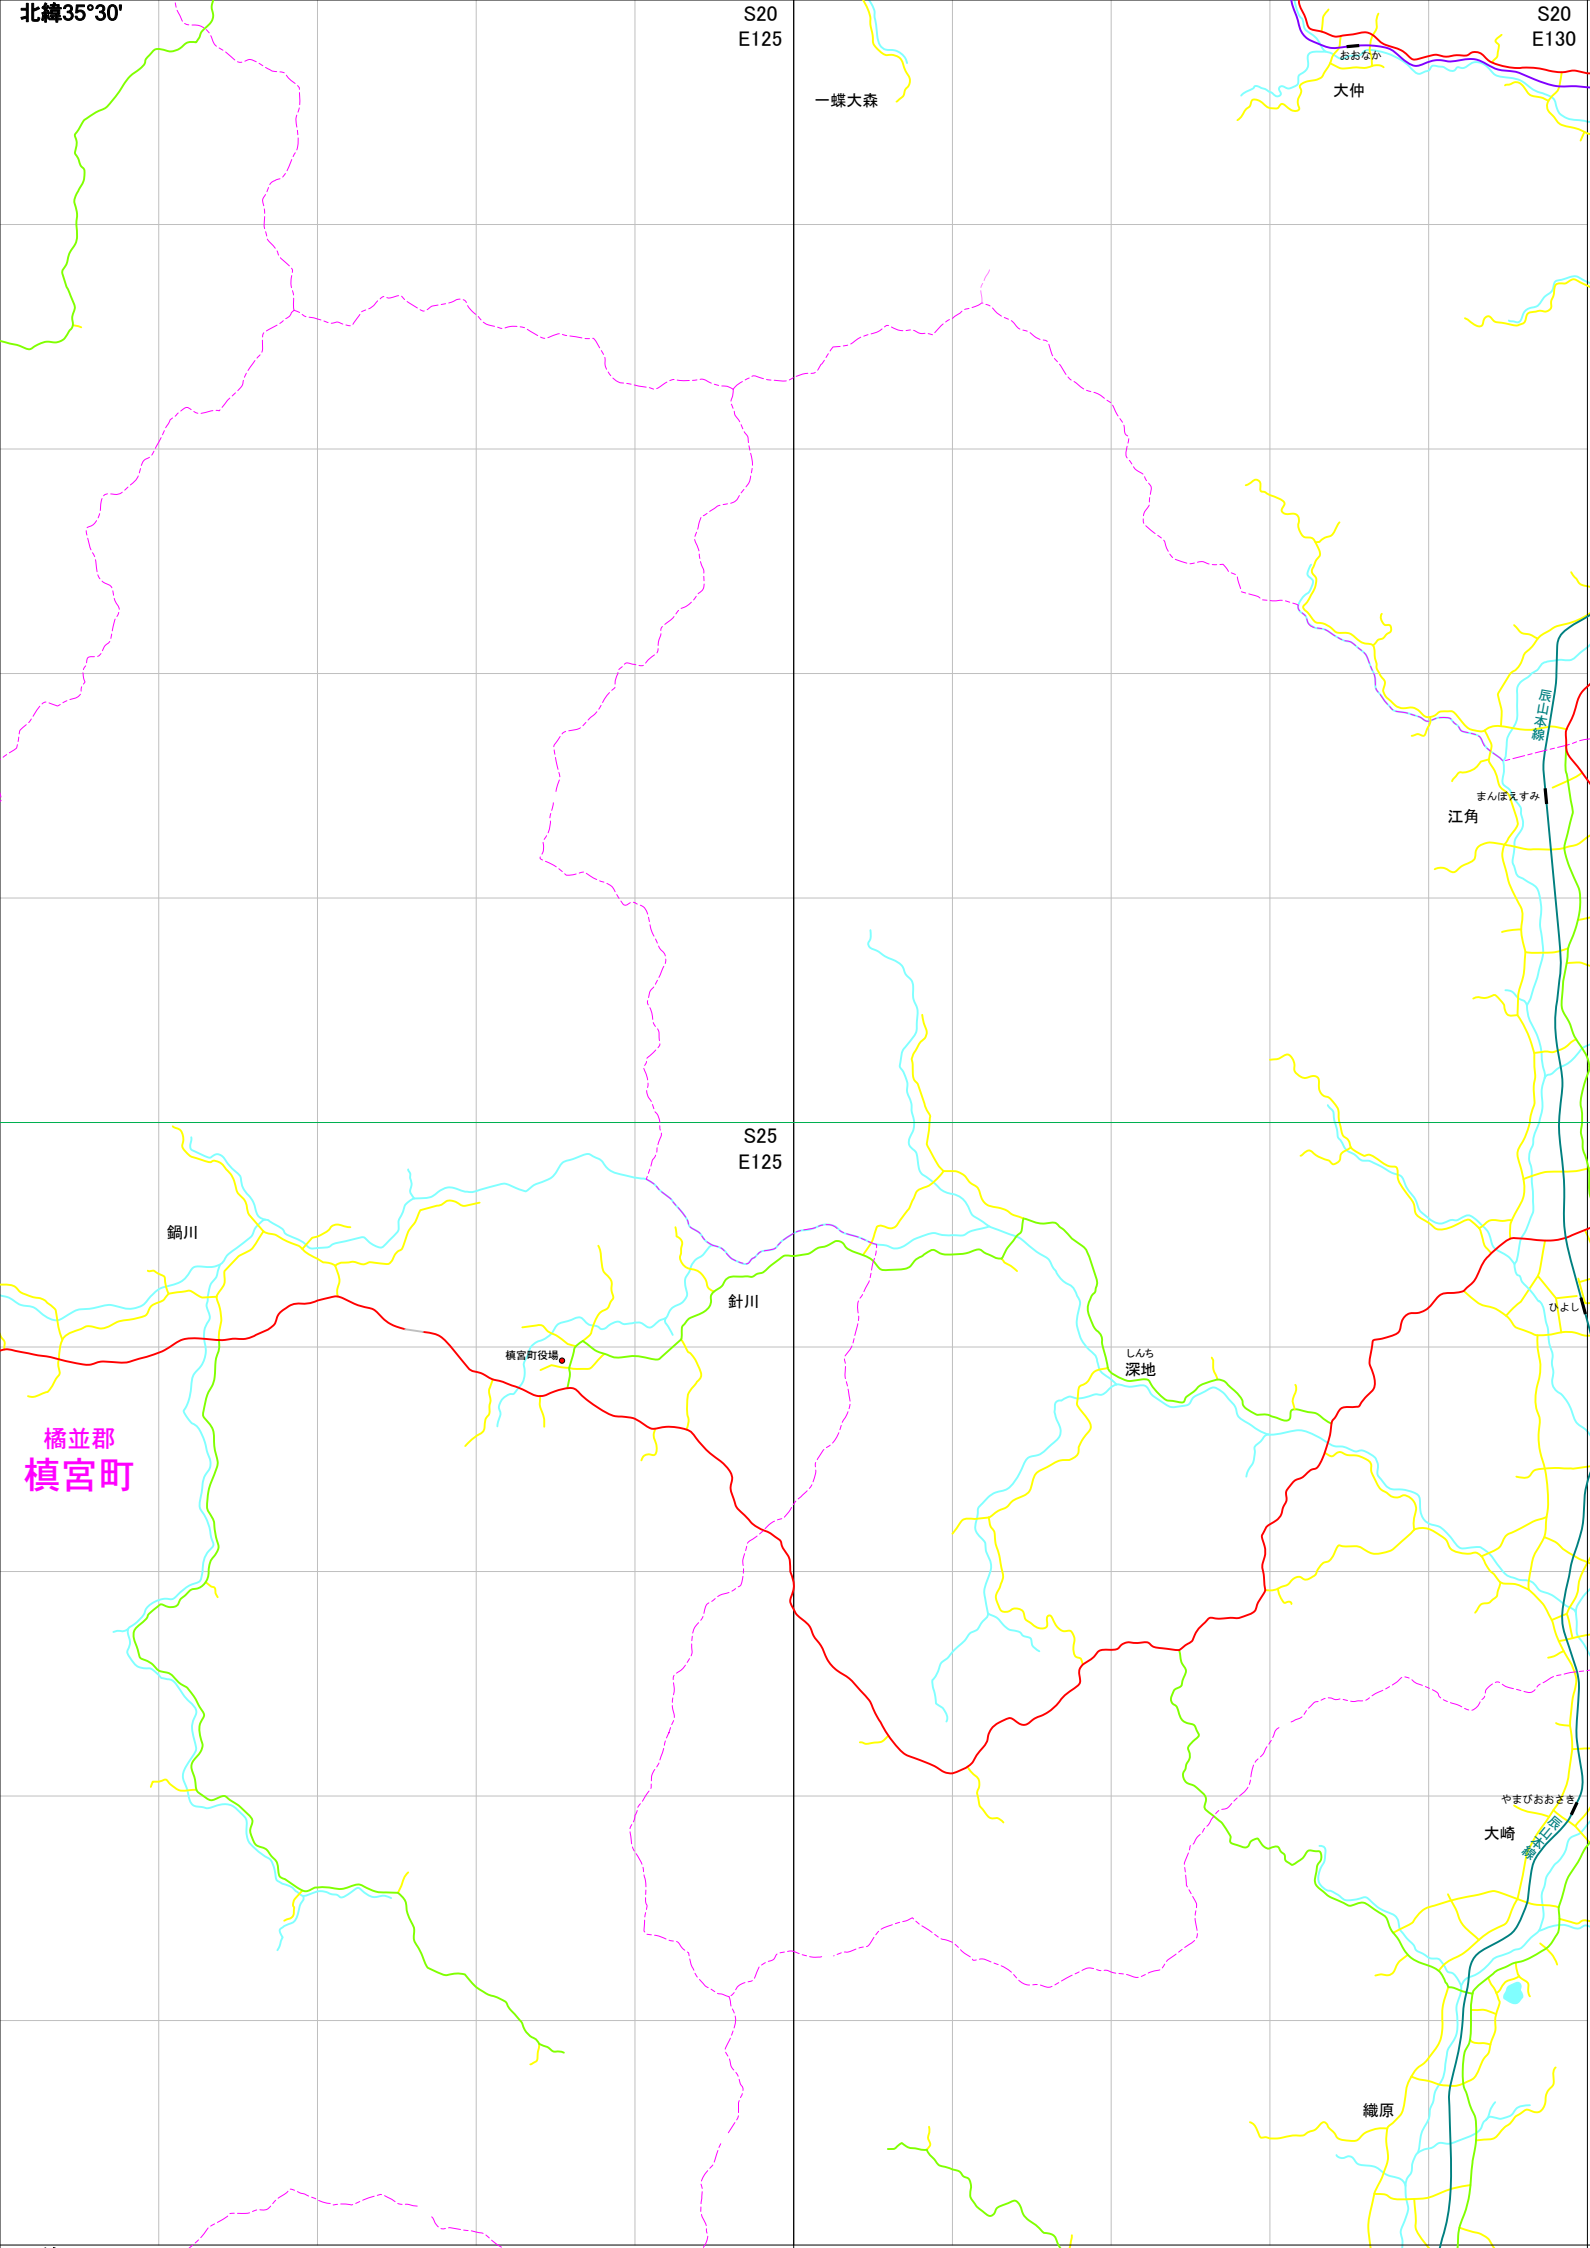 北緯35°30'
S20
E125
S20
E130
おおなか
大仲
一蝶大森
辰山本線
まんぼえすみ
江角
S25
E125
鍋川
針川
槙宮町役場
ひよし
しんち
深地
橘並郡
槙宮町
やまびおおさき
大崎
辰山本線
織原